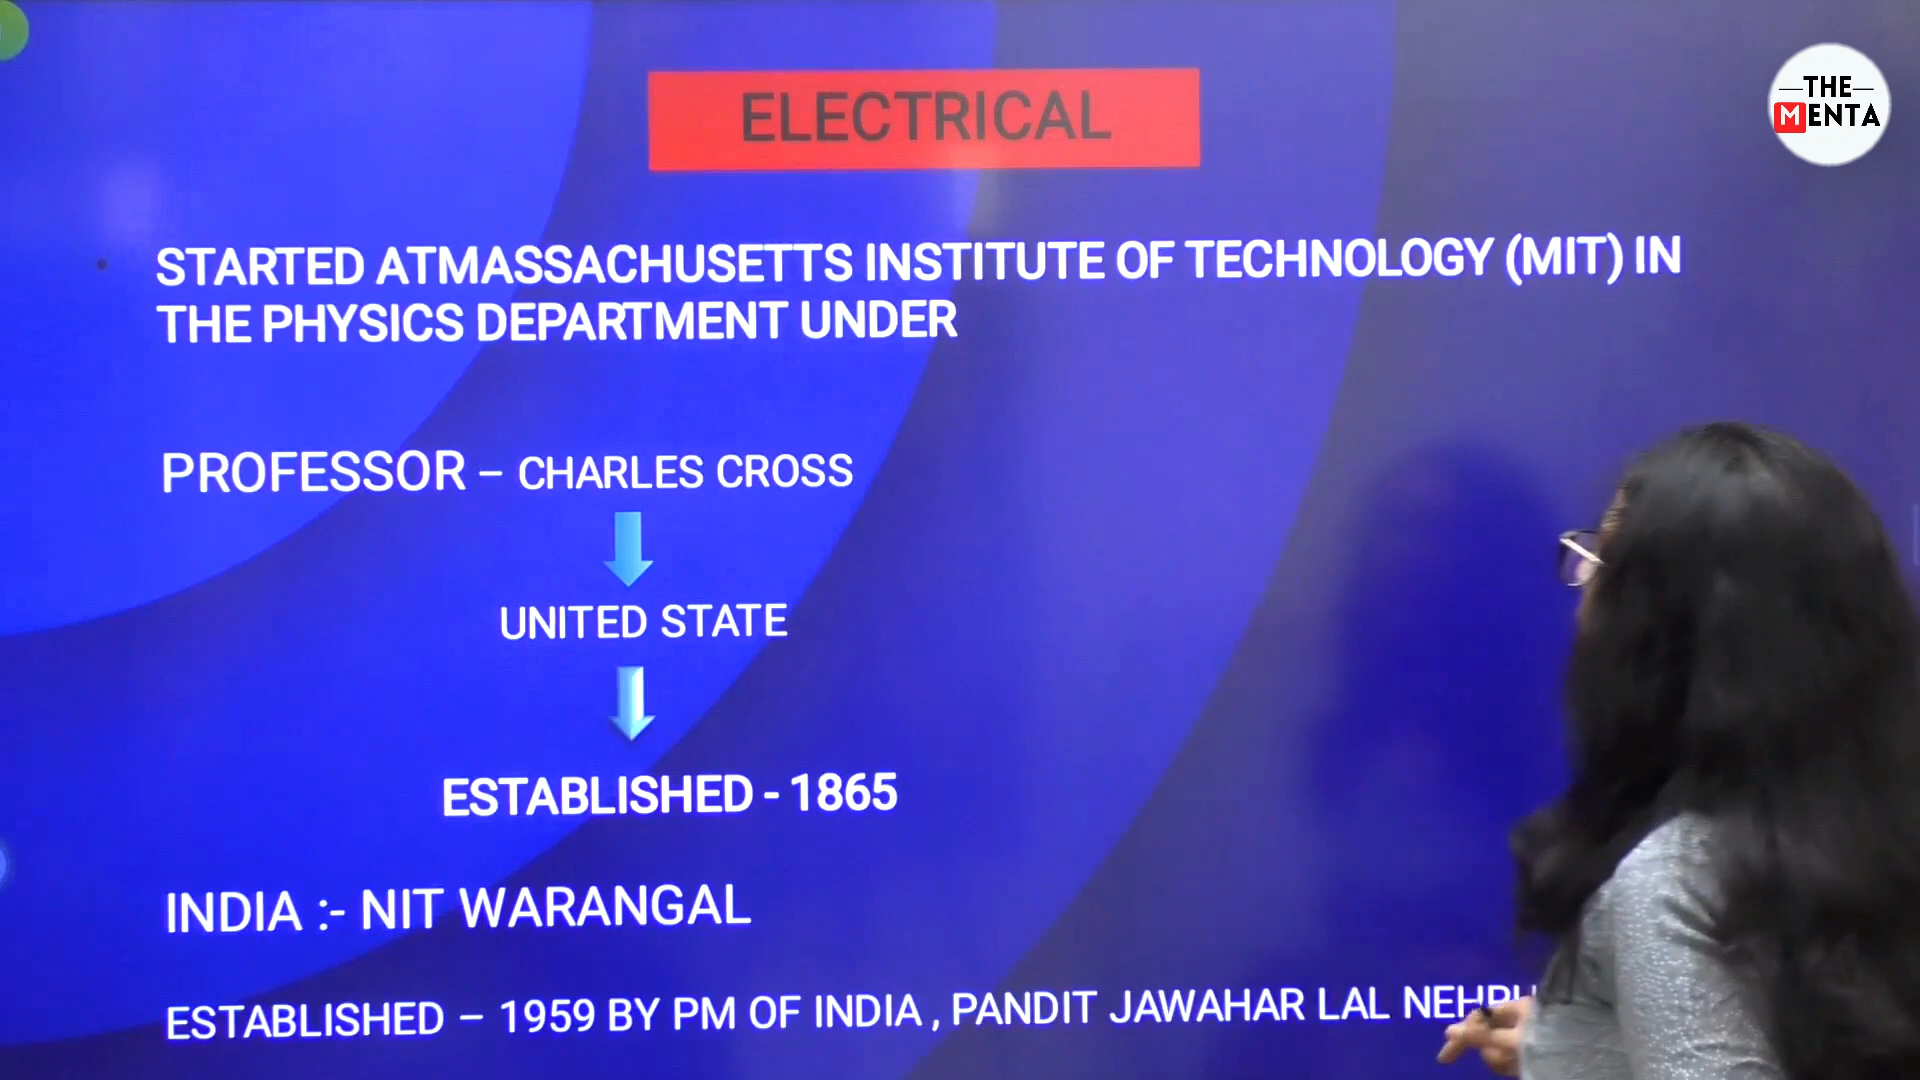 THE
MENTA
ELECTRICAL
STARTED ATMASSACHUSETTS INSTITUTE OF TECHNOLOGY (MIT) IN
THE PHYSICS DEPARTMENT UNDER
PROFESSOR – CHARLES CROSS
UNITED STATE
ESTABLISHED - 1865
INDIA :- NIT WARANGAL
ESTABLISHED – 1959 BY PM OF INDIA , PANDIT JAWAHAR LAL NEHRU